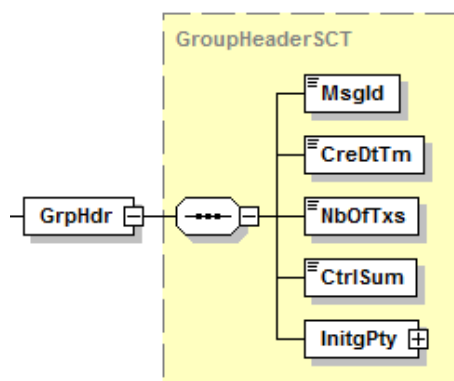 GroupHeaderSCT
MsgId
CreDtTm
GrpHdr
NbOfTxs
CtrlSum
InitgPty